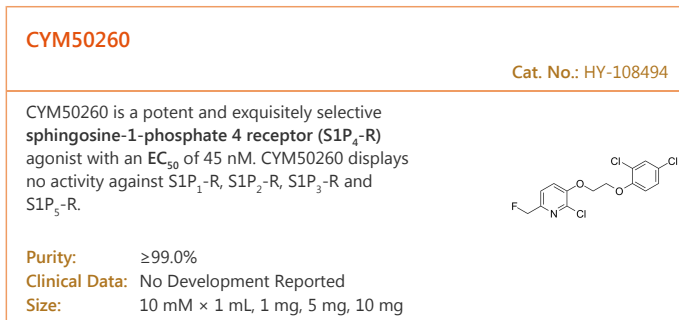 CYM50260
Cat. No.: HY-108494
CYM50260 is a potent and exquisitely selective
sphingosine-1-phosphate 4 receptor (S1P₄-R)
agonist with an EC₅₀ of 45 nM. CYM50260 displays
no activity against S1P₁-R, S1P₂-R, S1P₃-R and
S1P₅-R.
Cl
Cl
O
O
F
N
Cl
Purity: ≥99.0%
Clinical Data: No Development Reported
Size: 10 mM × 1 mL, 1 mg, 5 mg, 10 mg